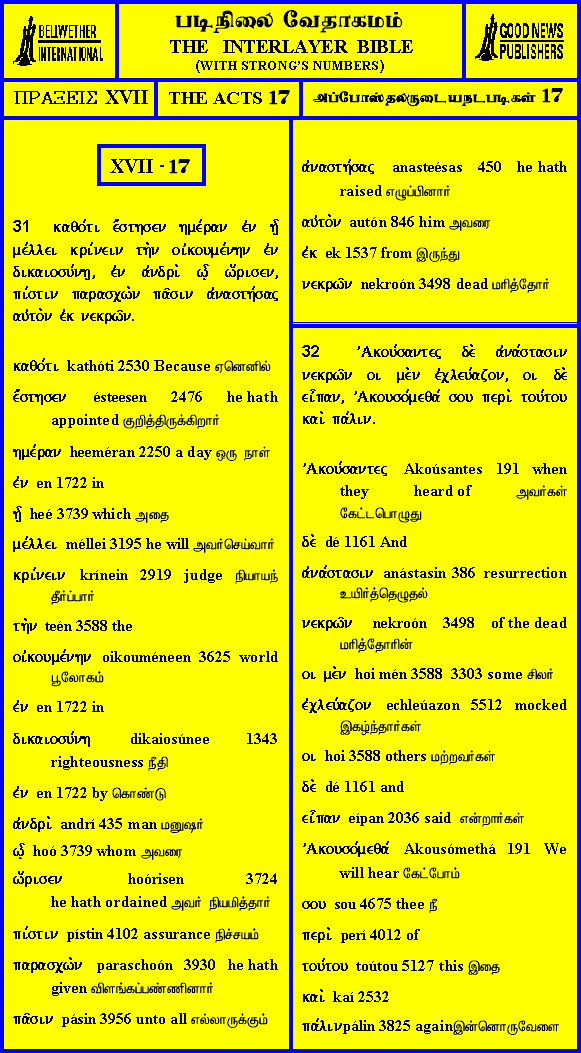 BELLWETHER
INTERNATIONAL
படிநிலை வேதாகமம்
THE INTERLAYER BIBLE
(WITH STRONG'S NUMBERS)
GOOD NEWS
PUBLISHERS
ΠΡΑΞΕΙΣ XVII
THE ACTS 17
அப்போஸ்தலருடையநடபடிகள் 17
XVII - 17
31 καθότι ἔστησεν ημέραν ἐν ᾗ
μέλλει κρίνειν τὴν οἰκουμένην ἐν
δικαιοσύνῃ, ἐν ἀνδρὶ ᾧ ὥρισεν,
πίστιν παρασχὼν πᾶσιν ἀναστήσας
αὐτὸν ἐκ νεκρῶν.
καθότι kathóti 2530 Because ஏனெனில்
ἔστησεν ésteesen 2476 he hath
appointed குறித்திருக்கிறார்
ημέραν heeméran 2250 a day ஒரு நாள்
ἐν en 1722 in
ᾗ heé 3739 which அதை
μέλλει méllei 3195 he will அவர்செய்வார்
κρίνειν krínein 2919 judge நியாயந்
தீர்ப்பார்
τὴν teén 3588 the
οἰκουμένην oikouméneen 3625 world
பூலோகம்
ἐν en 1722 in
δικαιοσύνη dikaiosúnee 1343
righteousness நீதி
ἐν en 1722 by கொண்டு
ἀνδρὶ andrí 435 man மனுஷர்
ᾧ hoó 3739 whom அவரை
ὥρισεν hoórisen 3724
he hath ordained அவர் நியமித்தார்
πίστιν pístin 4102 assurance நிச்சயம்
παρασχὼν paraschoón 3930 he hath
given விளங்கப்பண்ணினார்
πᾶσιν pásin 3956 unto all எல்லாருக்கும்
ἀναστήσας anasteésas 450 he hath
raised எழுப்பினார்
αὐτὸν autón 846 him அவரை
ἐκ ek 1537 from இருந்து
νεκρῶν nekroón 3498 dead மரித்தோர்
32 Ἀκούσαντες δὲ ἀνάστασιν
νεκρῶν οι μὲν ἐχλεύαζον, οι δὲ
εἶπαν, Ἀκουσόμεθά σου περὶ τούτου
καὶ πάλιν.
Ἀκούσαντες Akoúsantes 191 when
they heard of அவர்கள்
கேட்டபொழுது
δὲ dé 1161 And
ἀνάστασιν anástasin 386 resurrection
உயிர்த்தெழுதல்
νεκρῶν nekroón 3498 of the dead
மரித்தோரின்
οι μὲν hoi mén 3588 3303 some சிலர்
ἐχλεύαζον echleúazon 5512 mocked
இகழ்ந்தார்கள்
οι hoi 3588 others மற்றவர்கள்
δὲ dé 1161 and
εἶπαν eípan 2036 said என்றார்கள்
Ἀκουσόμεθά Akousómethá 191 We
will hear கேட்போம்
σου sou 4675 thee நீ
περὶ perí 4012 of
τούτου toútou 5127 this இதை
καὶ kaí 2532
πάλινpálin 3825 againஇன்னொருவேளை